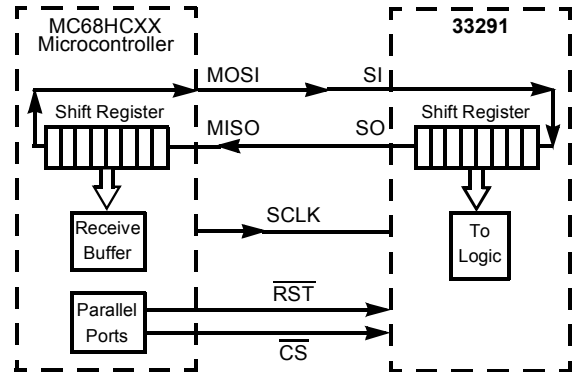 MC68HCXX
Microcontroller
33291
MOSI
SI
Shift Register
Shift Register
MISO
SO
Receive
Buffer
SCLK
To
Logic
Parallel
Ports
RST
CS